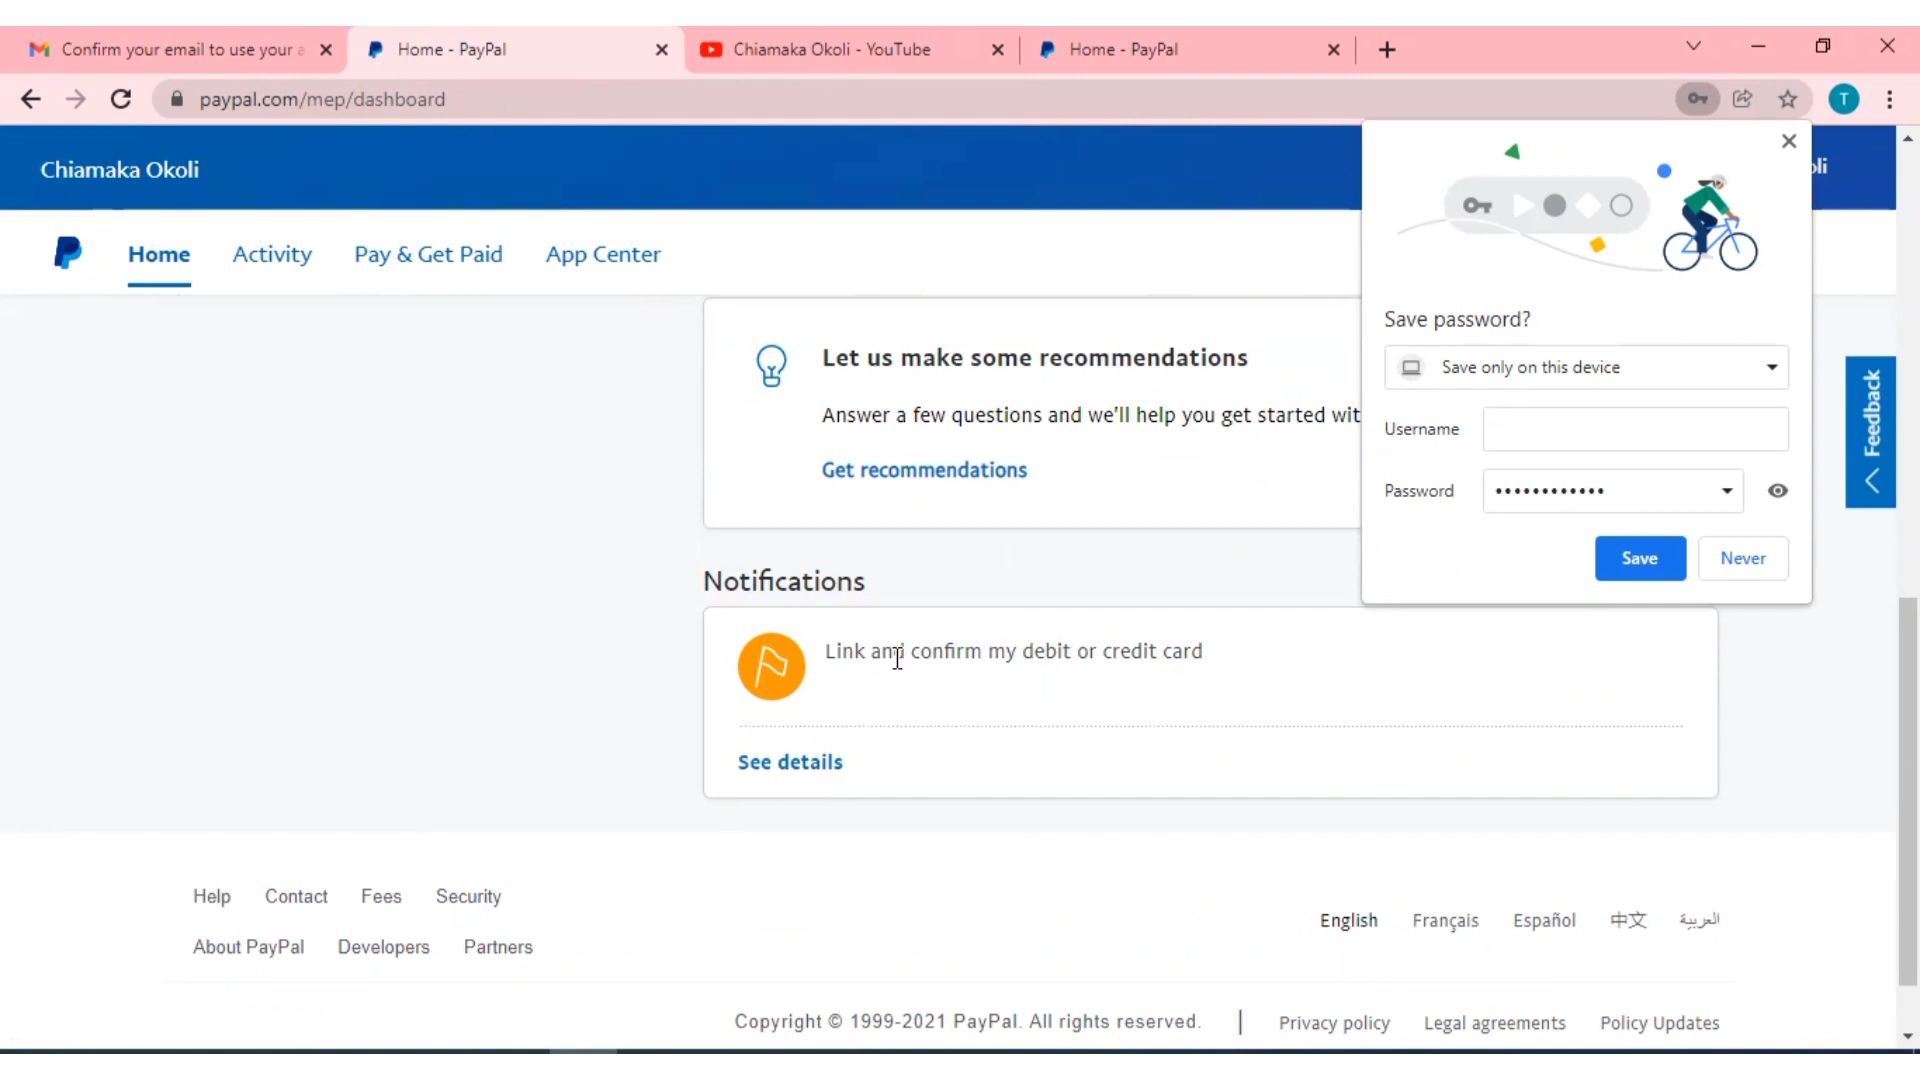 Confirm your email to use your a
Home - PayPal
Chiamaka Okoli - YouTube
Home - PayPal
paypal.com/mep/dashboard
T
Chiamaka Okoli
oli
Home
Activity
Pay & Get Paid
App Center
Let us make some recommendations
Answer a few questions and we'll help you get started wit
Get recommendations
Save password?
Save only on this device
Username
Password
Save
Never
Feedback
Notifications
Link and confirm my debit or credit card
See details
Help
Contact
Fees
Security
English
Français
Español
中文
العربية
About PayPal
Developers
Partners
Copyright © 1999-2021 PayPal. All rights reserved.
Privacy policy
Legal agreements
Policy Updates